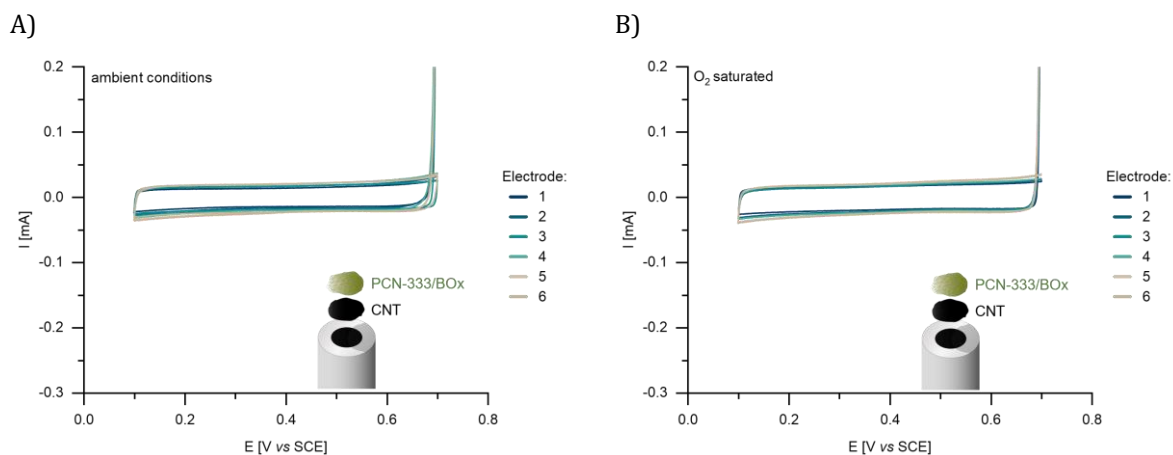 A)
ambient conditions
0.2
0.1
0.0
-0.1
-0.2
-0.3
I [mA]
0.0
0.2
0.4
0.6
0.8
E [V vs SCE]
Electrode:
1
2
3
4
5
6
PCN-333/BOx
CNT
B)
O₂ saturated
0.2
0.1
0.0
-0.1
-0.2
-0.3
I [mA]
0.0
0.2
0.4
0.6
0.8
E [V vs SCE]
Electrode:
1
2
3
4
5
6
PCN-333/BOx
CNT